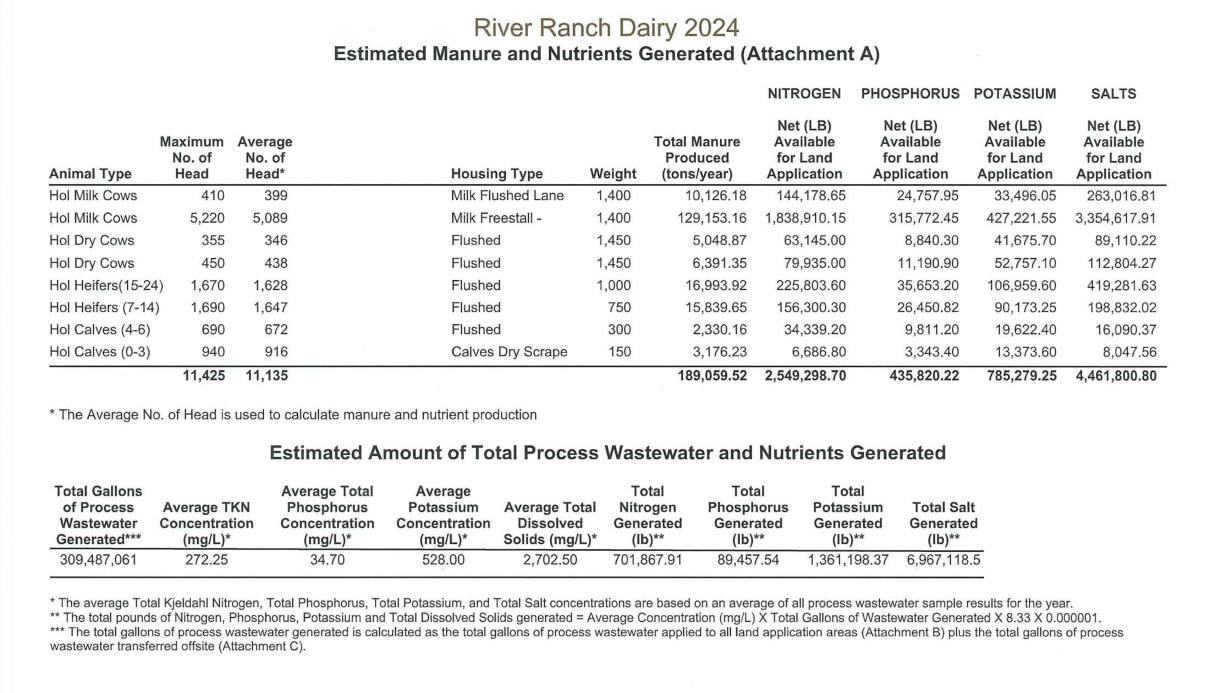 River Ranch Dairy 2024
Estimated Manure and Nutrients Generated (Attachment A)
NITROGEN PHOSPHORUS POTASSIUM SALTS
Animal Type Maximum No. of Head Average No. of Head* Housing Type Weight Total Manure Produced (tons/year) Net (LB) Available for Land Application Net (LB) Available for Land Application Net (LB) Available for Land Application Net (LB) Available for Land Application
Hol Milk Cows 410 399 Milk Flushed Lane 1,400 10,126.18 144,178.65 24,757.95 33,496.05 263,016.81
Hol Milk Cows 5,220 5,089 Milk Freestall - 1,400 129,153.16 1,838,910.15 315,772.45 427,221.55 3,354,617.91
Hol Dry Cows 355 346 Flushed 1,450 5,048.87 63,145.00 8,840.30 41,675.70 89,110.22
Hol Dry Cows 450 438 Flushed 1,450 6,391.35 79,935.00 11,190.90 52,757.10 112,804.27
Hol Heifers(15-24) 1,670 1,628 Flushed 1,000 16,993.92 225,803.60 35,653.20 106,959.60 419,281.63
Hol Heifers (7-14) 1,690 1,647 Flushed 750 15,839.65 156,300.30 26,450.82 90,173.25 198,832.02
Hol Calves (4-6) 690 672 Flushed 300 2,330.16 34,339.20 9,811.20 19,622.40 16,090.37
Hol Calves (0-3) 940 916 Calves Dry Scrape 150 3,176.23 6,686.80 3,343.40 13,373.60 8,047.56
11,425 11,135 189,059.52 2,549,298.70 435,820.22 785,279.25 4,461,800.80
* The Average No. of Head is used to calculate manure and nutrient production
Estimated Amount of Total Process Wastewater and Nutrients Generated
Total Gallons of Process Wastewater Generated*** Average TKN Concentration (mg/L)* Average Total Phosphorus Concentration (mg/L)* Average Potassium Concentration (mg/L)* Average Total Dissolved Solids (mg/L)* Total Nitrogen Generated (lb)** Total Phosphorus Generated (lb)** Total Potassium Generated (lb)** Total Salt Generated (lb)**
309,487,061 272.25 34.70 528.00 2,702.50 701,867.91 89,457.54 1,361,198.37 6,967,118.5
* The average Total Kjeldahl Nitrogen, Total Phosphorus, Total Potassium, and Total Salt concentrations are based on an average of all process wastewater sample results for the year.
** The total pounds of Nitrogen, Phosphorus, Potassium and Total Dissolved Solids generated = Average Concentration (mg/L) X Total Gallons of Wastewater Generated X 8.33 X 0.000001.
*** The total gallons of process wastewater generated is calculated as the total gallons of process wastewater applied to all land application areas (Attachment B) plus the total gallons of process
wastewater transferred offsite (Attachment C).